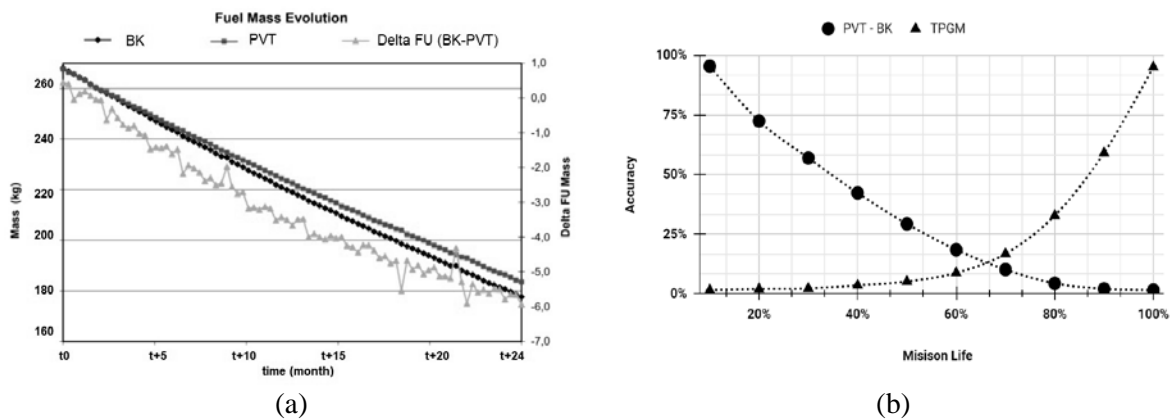 Fuel Mass Evolution
BK PVT Delta FU (BK-PVT)
Mass (kg)
260
240
220
200
180
160
1,0
0,0
-1,0
-2,0
-3,0
-4,0
-5,0
-6,0
-7,0
Delta FU Mass
t0 t+5 t+10 t+15 t+20 t+24
time (month)
(a)
PVT - BK TPGM
Accuracy
100%
75%
50%
25%
0%
20% 40% 60% 80% 100%
Misison Life
(b)